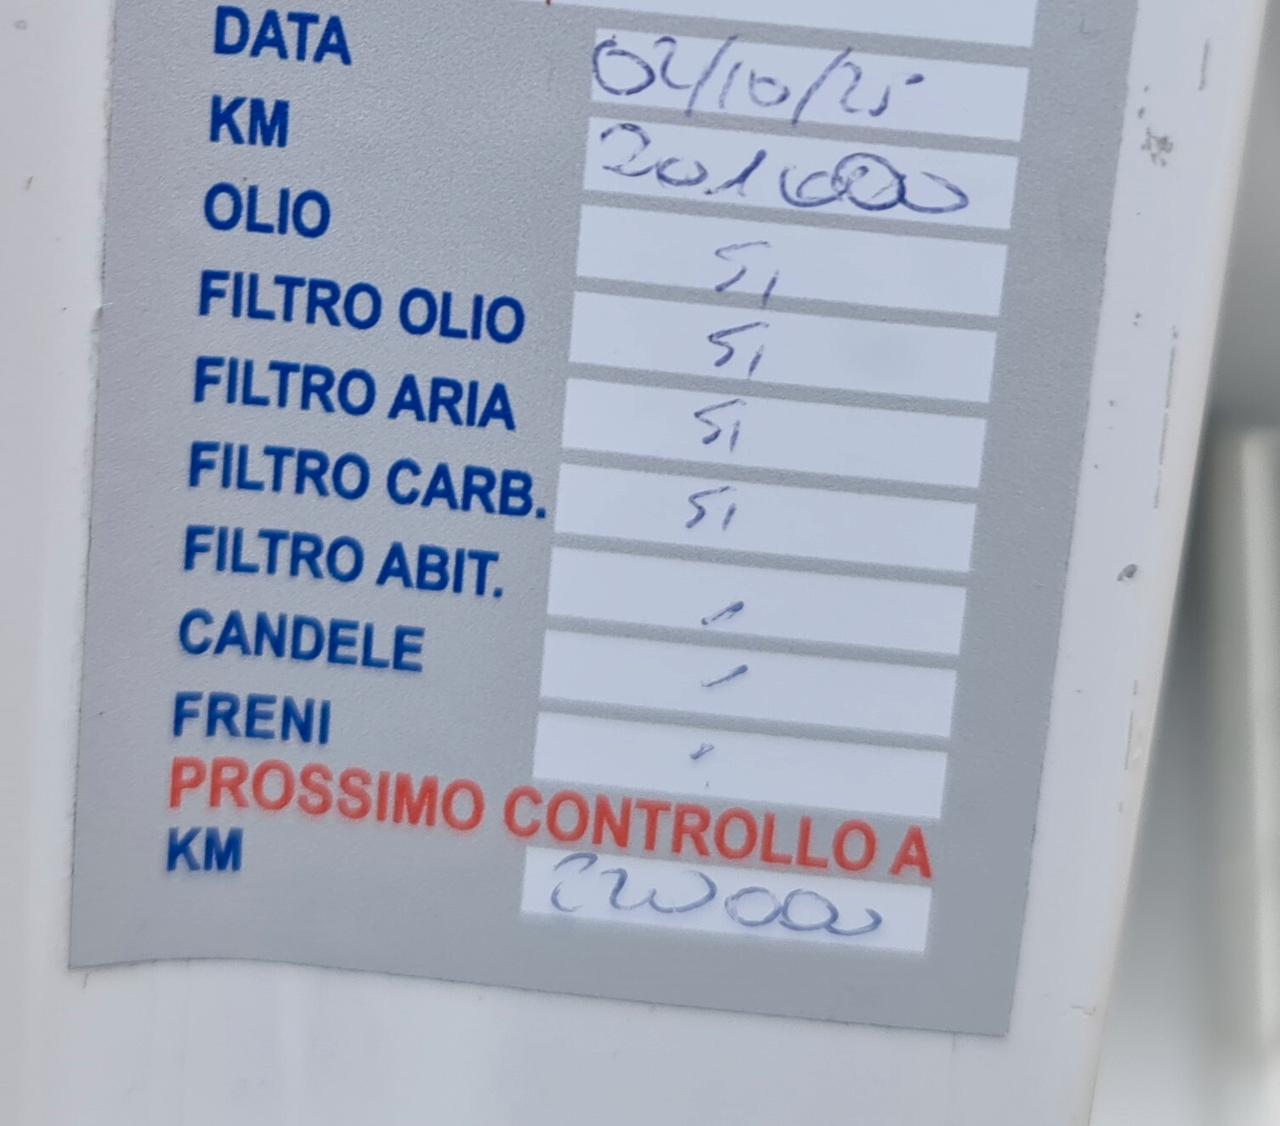 DATA 02/10/25
KM 201000
OLIO SI
FILTRO OLIO SI
FILTRO ARIA SI
FILTRO CARB. SI
FILTRO ABIT. /
CANDELE /
FRENI
PROSSIMO CONTROLLO A
KM 220000